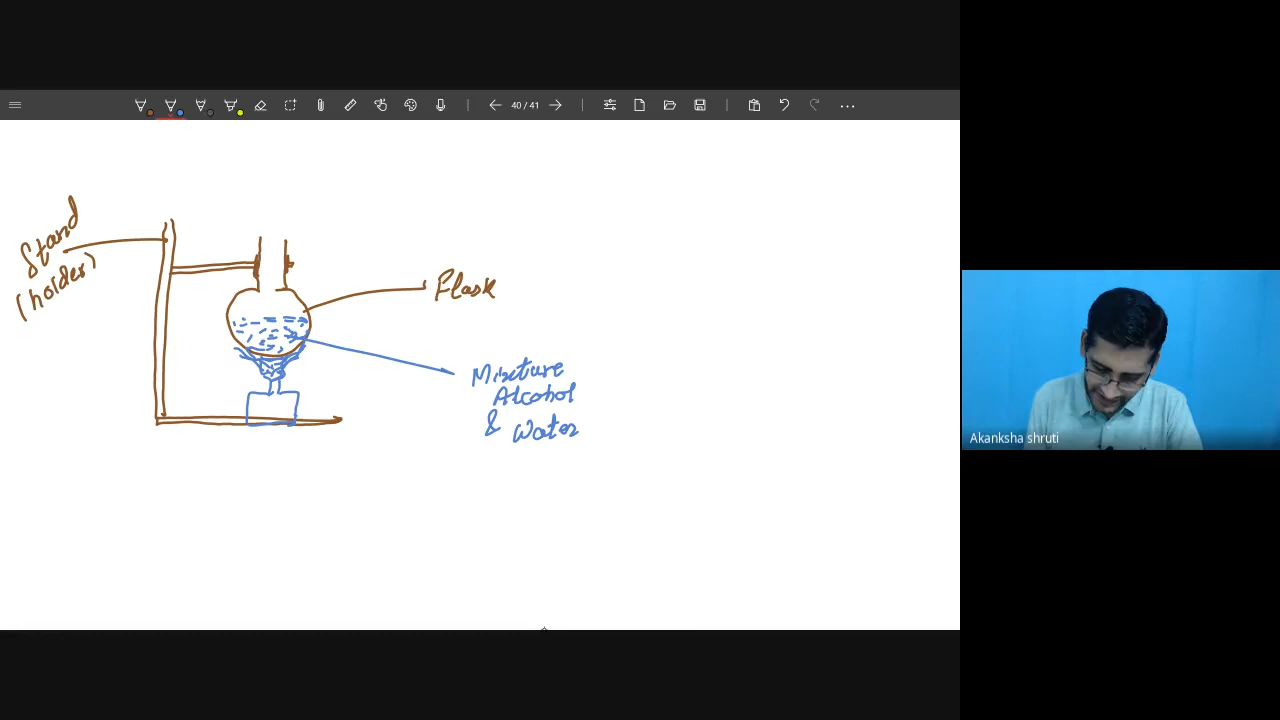 40 / 41
Stand
(holder)
Flask
Mixture
Alcohol
& Water
Akanksha shruti